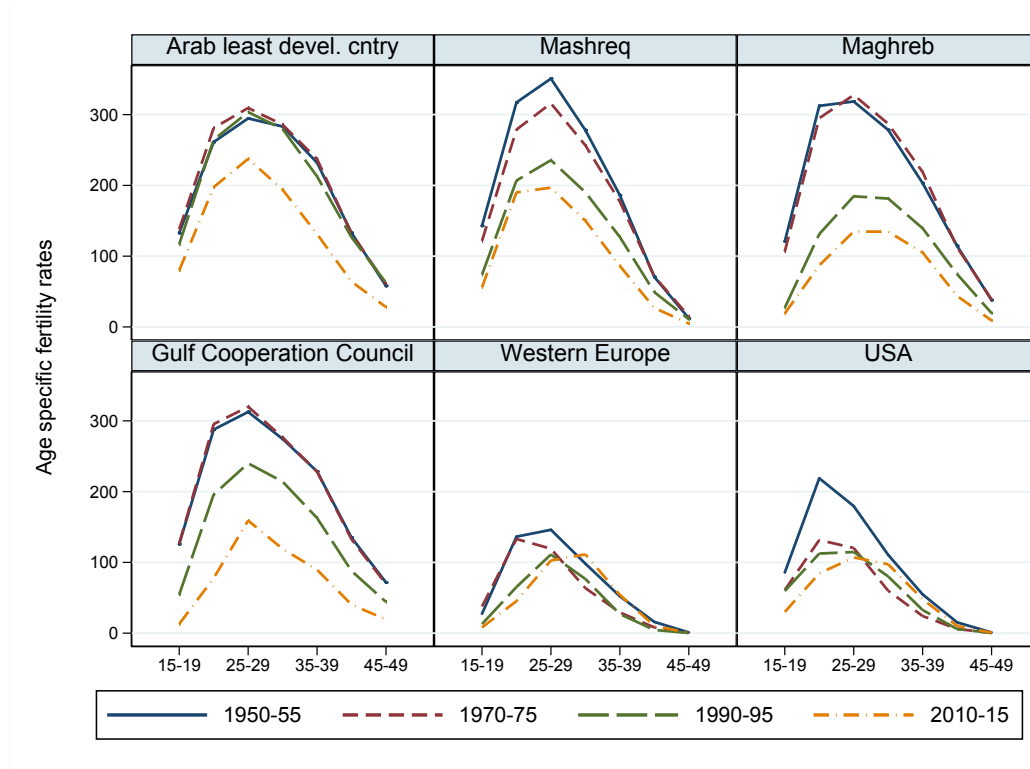 Arab least devel. cntry
Mashreq
Maghreb
300
200
100
0
Gulf Cooperation Council
Western Europe
USA
300
200
100
0
Age specific fertility rates
15-19 25-29 35-39 45-49
15-19 25-29 35-39 45-49
15-19 25-29 35-39 45-49
1950-55 1970-75 1990-95 2010-15